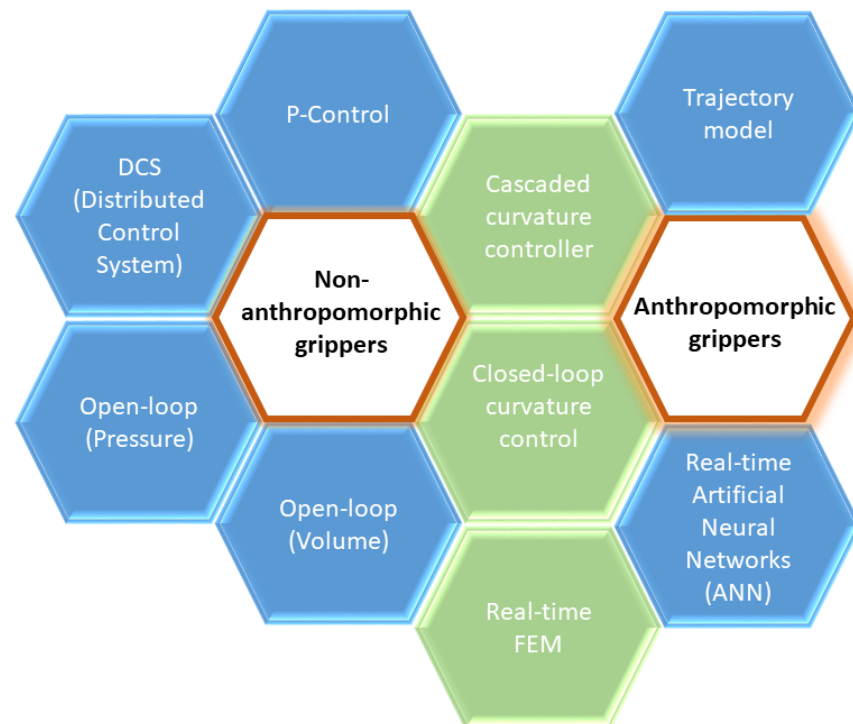 P-Control
Trajectory
model
DCS
(Distributed
Control
System)
Cascaded
curvature
controller
Non-
anthropomorphic
grippers
Anthropomorphic
grippers
Open-loop
(Pressure)
Closed-loop
curvature
control
Open-loop
(Volume)
Real-time
Artificial
Neural
Networks
(ANN)
Real-time
FEM